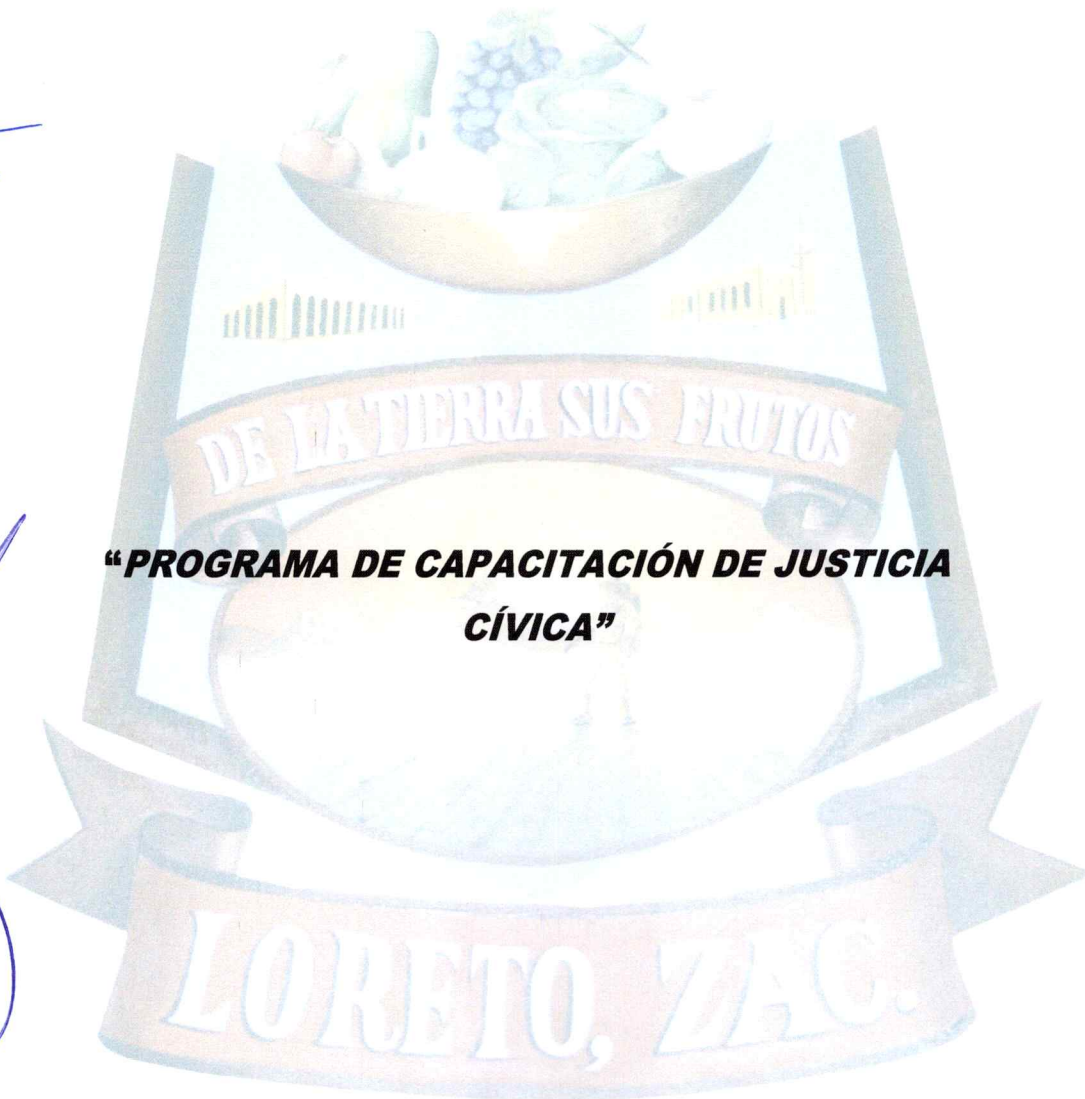 DE LA TIERRA SUS FRUTOS
“PROGRAMA DE CAPACITACIÓN DE JUSTICIA
CÍVICA”
LORETO, ZAC.